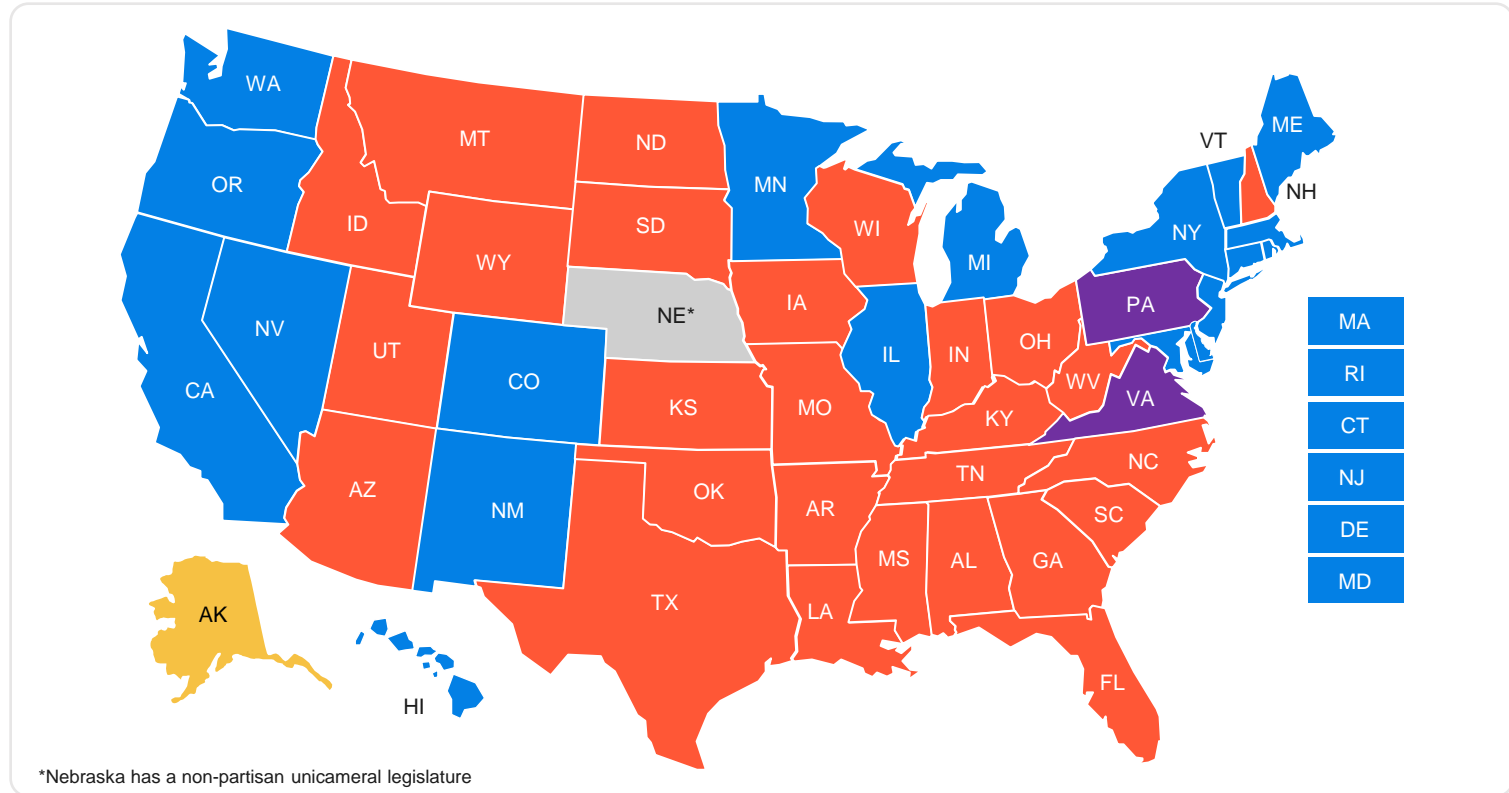 WA
ME
MT
ND
VT
OR
MN
NH
ID
SD
WI
NY
WY
MI
PA
NE*
IA
NV
OH
UT
IL
IN
MA
CO
WV
CA
VA
RI
KS
MO
KY
CT
NC
TN
AZ
OK
NJ
NM
AR
SC
DE
MS
AL
GA
MD
TX
LA
AK
FL
HI
*Nebraska has a non-partisan unicameral legislature